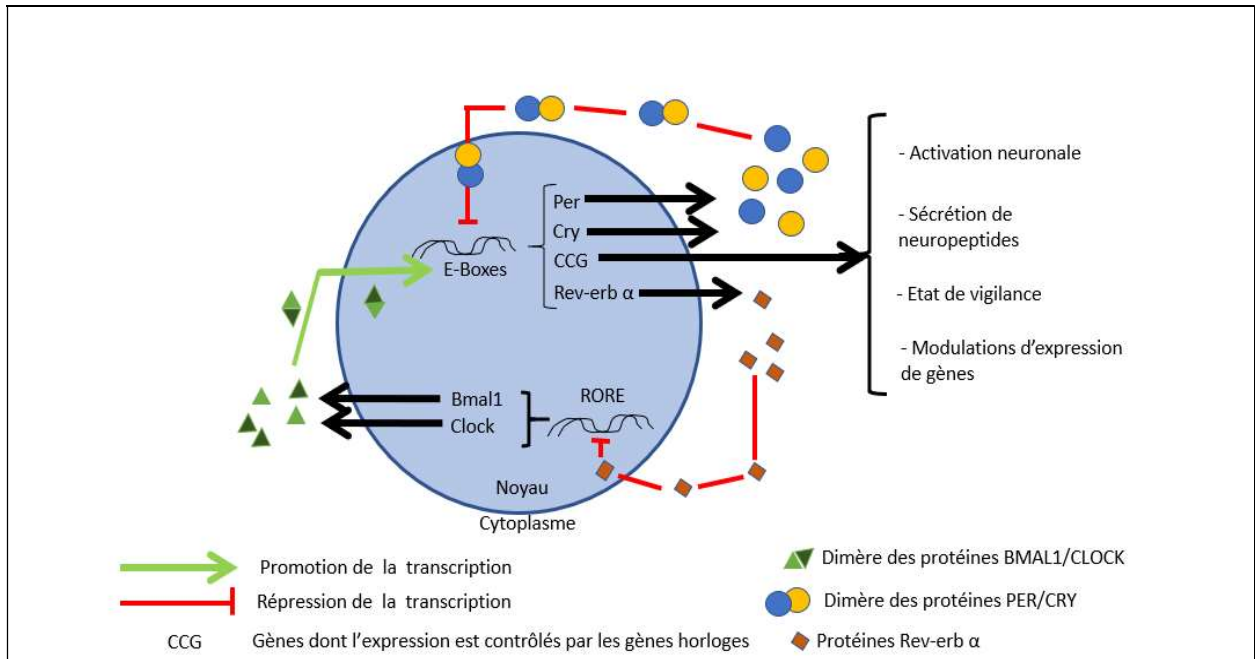 - Activation neuronale
- Sécrétion de
neuropeptides
- Etat de vigilance
- Modulations d'expression
de gènes
Per
Cry
CCG
Rev-erb α
E-Boxes
Bmal1
Clock
RORE
Noyau
Cytoplasme
Promotion de la transcription
Répression de la transcription
CCG Gènes dont l'expression est contrôlés par les gènes horloges
Dimère des protéines BMAL1/CLOCK
Dimère des protéines PER/CRY
Protéines Rev-erb α